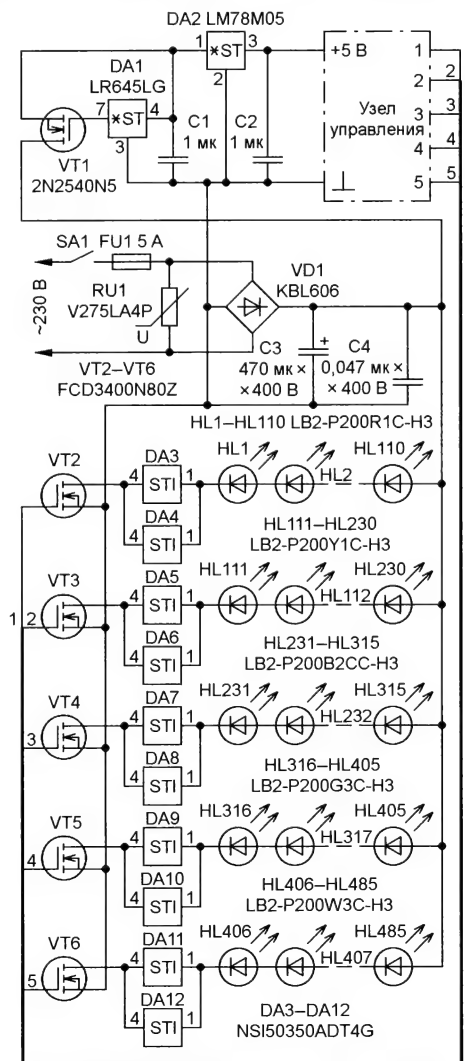 DA2 LM78M05
DA1
LR645LG
1
*ST
3
2
+5 В
1
2
2
7
*ST
4
3
C1
1 мк
C2
1 мк
Узел
управления
3
3
4
4
5
5
VT1
2N2540N5
SA1 FU1 5 A
~230 В
RU1
V275LA4P
U
VD1
KBL606
VT2–VT6
FCD3400N80Z
C3
470 мк ×
× 400 В
+
C4
0,047 мк ×
× 400 В
HL1–HL110 LB2-P200R1C-H3
VT2
4
DA3
STI
1
HL1
HL2
HL110
DA4
4
STI
1
HL111–HL230
LB2-P200Y1C-H3
VT3
1
2
4
DA5
STI
1
HL111
HL112
HL230
DA6
4
STI
1
HL231–HL315
LB2-P200B2CC-H3
VT4
3
4
DA7
STI
1
HL231
HL232
HL315
DA8
4
STI
1
HL316–HL405
LB2-P200G3C-H3
VT5
4
4
DA9
STI
1
HL316
HL317
HL405
DA10
4
STI
1
HL406–HL485
LB2-P200W3C-H3
VT6
5
4
DA11
STI
1
HL406
HL407
HL485
DA12
4
STI
1
DA3–DA12
NSI50350ADT4G